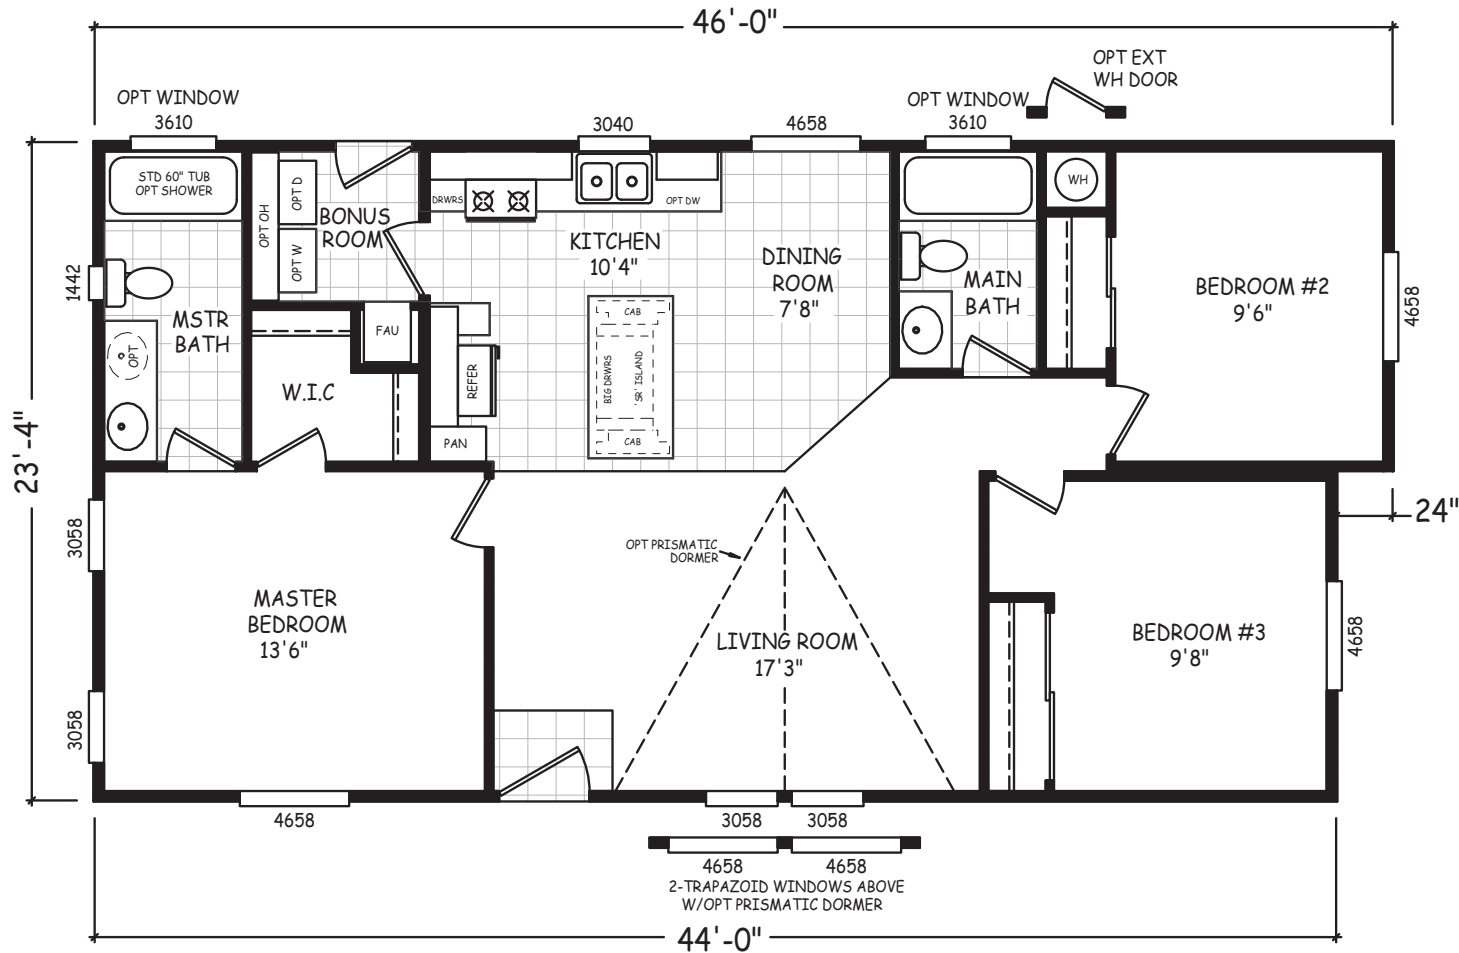 46'-0"
OPT EXT
WH DOOR
OPT WINDOW
3610
3040
4658
OPT WINDOW
3610
STD 60" TUB
OPT SHOWER
OPT OH
OPT D
OPT W
BONUS
ROOM
DRWRS
OPT DW
WH
KITCHEN
10'4"
DINING
ROOM
7'8"
MAIN
BATH
BEDROOM #2
9'6"
4658
1442
MSTR
BATH
OPT
FAU
W.I.C
REFER
PAN
CAB
BIG DRWRS
'SR' ISLAND
CAB
23'-4"
24"
3058
OPT PRISMATIC
DORMER
MASTER
BEDROOM
13'6"
LIVING ROOM
17'3"
BEDROOM #3
9'8"
4658
3058
4658
3058
3058
4658
4658
2-TRAPAZOID WINDOWS ABOVE
W/OPT PRISMATIC DORMER
44'-0"